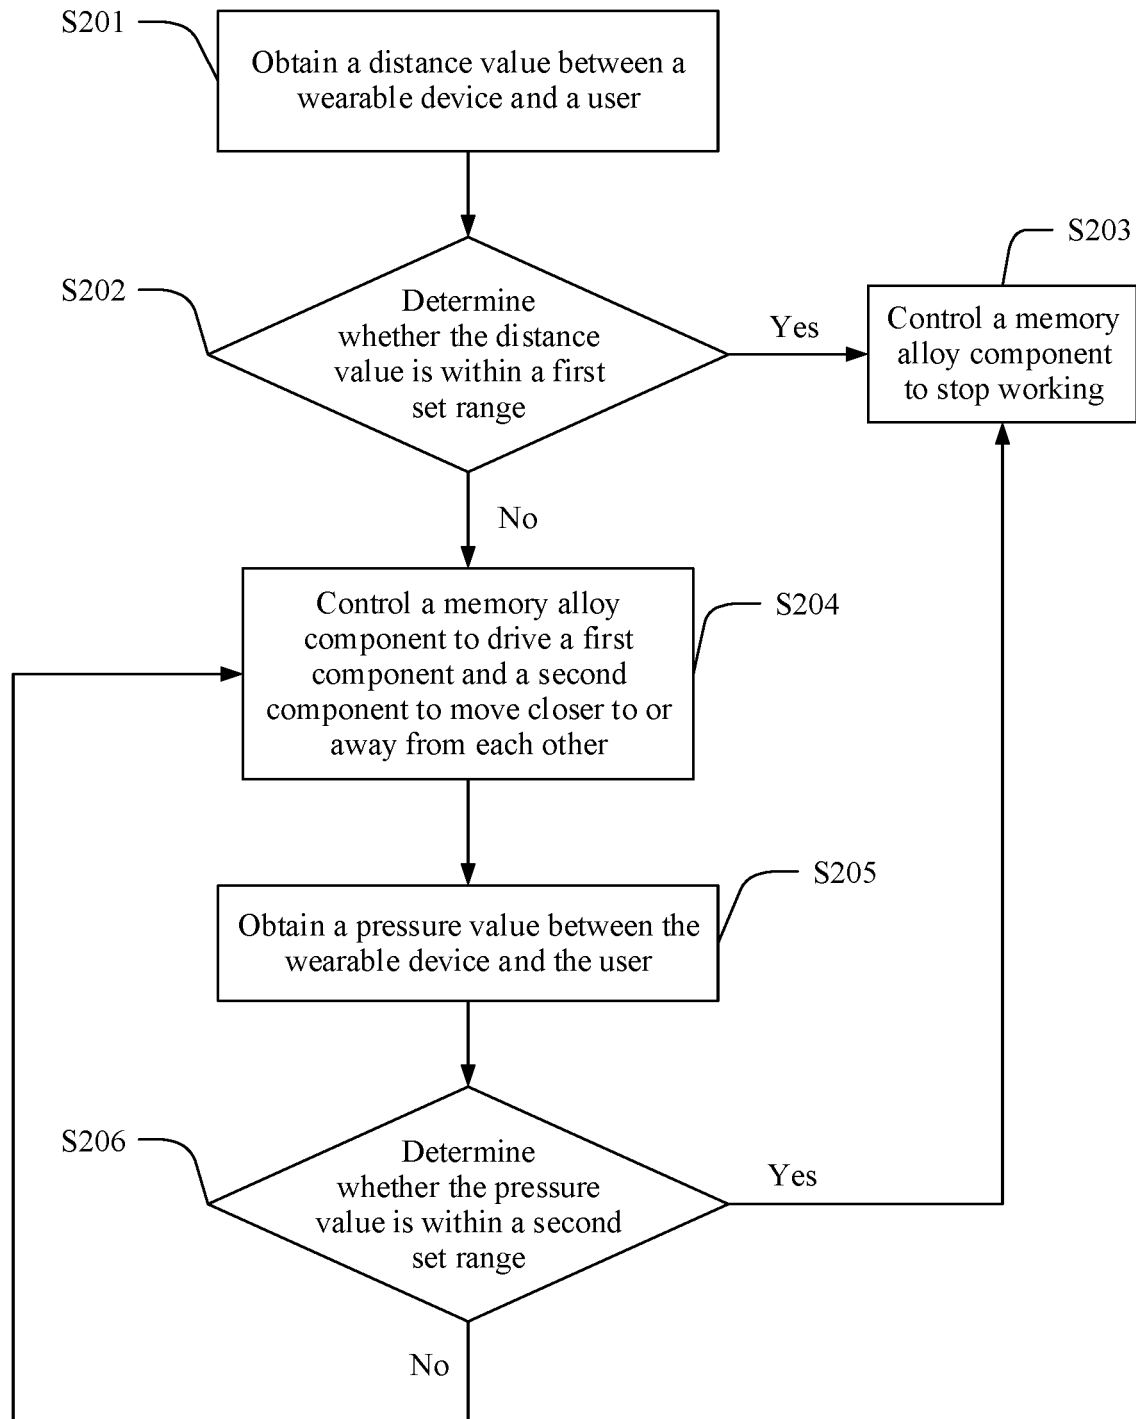 S201
Obtain a distance value between a
wearable device and a user
S202
Determine
whether the distance
value is within a first
set range
Yes
S203
Control a memory
alloy component
to stop working
No
Control a memory alloy
component to drive a first
component and a second
component to move closer to or
away from each other
S204
S205
Obtain a pressure value between the
wearable device and the user
S206
Determine
whether the pressure
value is within a second
set range
Yes
No